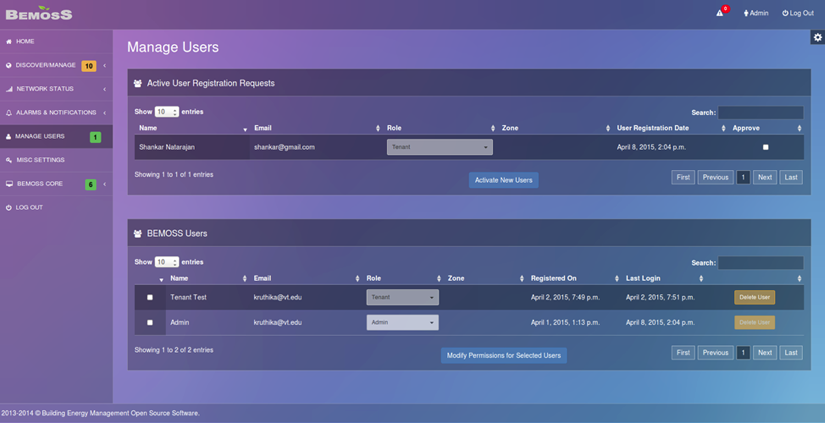 BEMOSS
0
Admin
Log Out
HOME
DISCOVER/MANAGE 10
NETWORK STATUS
ALARMS & NOTIFICATIONS
MANAGE USERS 1
MISC SETTINGS
BEMOSS CORE 6
LOG OUT
Manage Users
Active User Registration Requests
Show 10 entries Search:
Name Email Role Zone User Registration Date Approve
Shankar Natarajan shankar@gmail.com Tenant April 8, 2015, 2:04 p.m.
Showing 1 to 1 of 1 entries Activate New Users First Previous 1 Next Last
BEMOSS Users
Show 10 entries Search:
Name Email Role Zone Registered On Last Login
Tenant Test kruthika@vt.edu Tenant April 2, 2015, 7:49 p.m. April 2, 2015, 7:51 p.m. Delete User
Admin kruthika@vt.edu Admin April 1, 2015, 1:13 p.m. April 8, 2015, 2:04 p.m. Delete User
Showing 1 to 2 of 2 entries Modify Permissions for Selected Users First Previous 1 Next Last
2013-2014 © Building Energy Management Open Source Software.